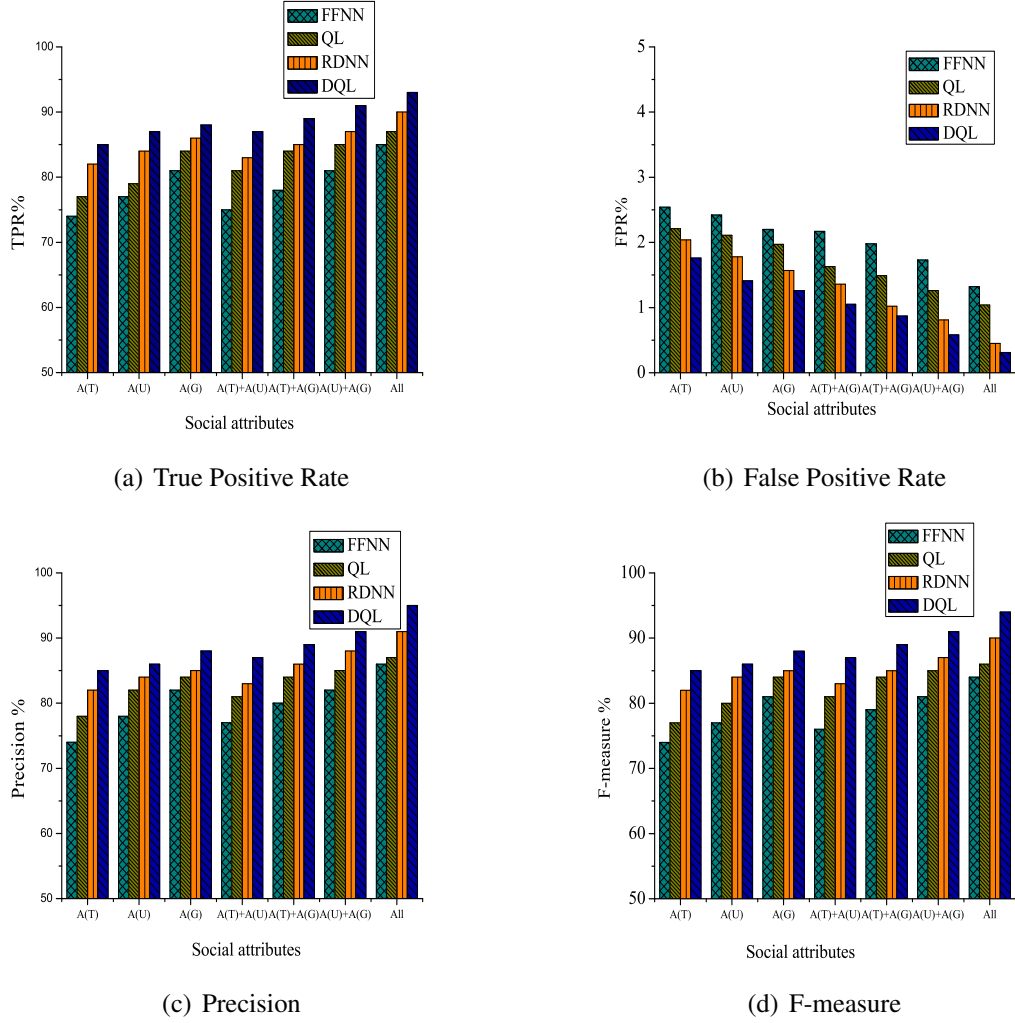 FFNN
QL
RDNN
DQL
100
90
80
70
60
50
TPR%
A(T) A(U) A(G) A(T)+A(U) A(T)+A(G) A(U)+A(G) All
Social attributes
(a) True Positive Rate
FFNN
QL
RDNN
DQL
5
4
3
2
1
0
FPR%
A(T) A(U) A(G) A(T)+A(G) A(T)+A(G) A(U)+A(G) All
Social attributes
(b) False Positive Rate
FFNN
QL
RDNN
DQL
100
90
80
70
60
50
Precision %
A(T) A(U) A(G) A(T)+A(U) A(T)+A(G) A(U)+A(G) All
Social attributes
(c) Precision
FFNN
QL
RDNN
DQL
100
90
80
70
60
50
F-measure %
A(T) A(U) A(G) A(T)+A(U) A(T)+A(G) A(U)+A(G) All
Social attributes
(d) F-measure